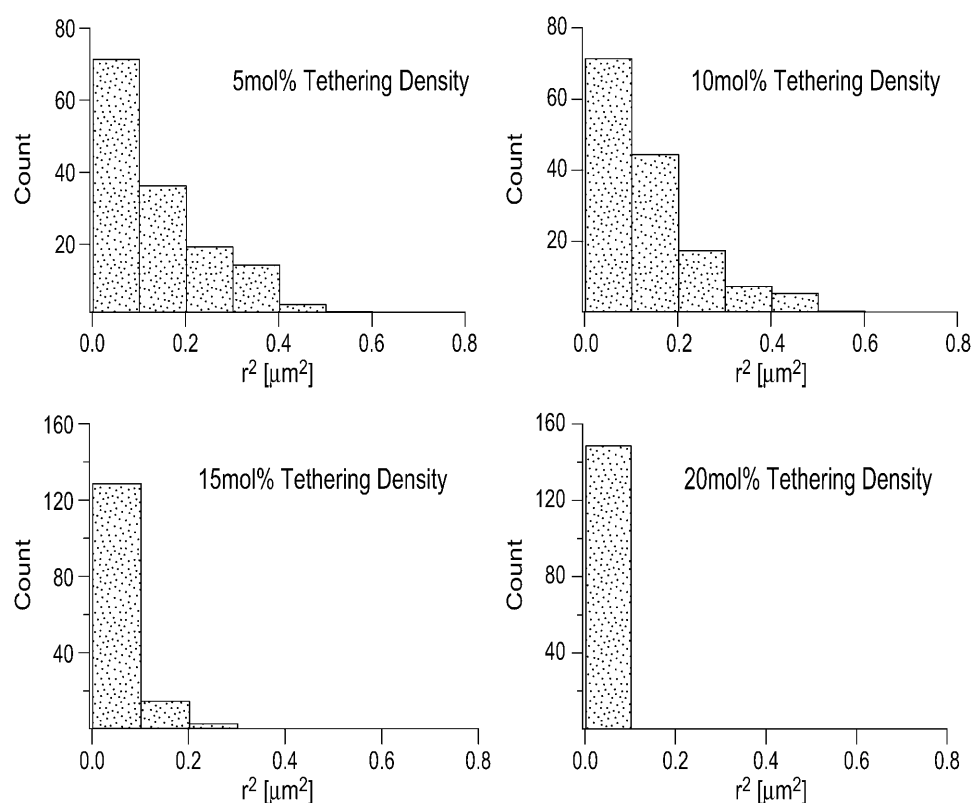 80
60
40
20
Count
5mol% Tethering Density
0.0 0.2 0.4 0.6 0.8
r² [μm²]
80
60
40
20
Count
10mol% Tethering Density
0.0 0.2 0.4 0.6 0.8
r² [μm²]
160
120
80
40
Count
15mol% Tethering Density
0.0 0.2 0.4 0.6 0.8
r² [μm²]
160
120
80
40
Count
20mol% Tethering Density
0.0 0.2 0.4 0.6 0.8
r² [μm²]